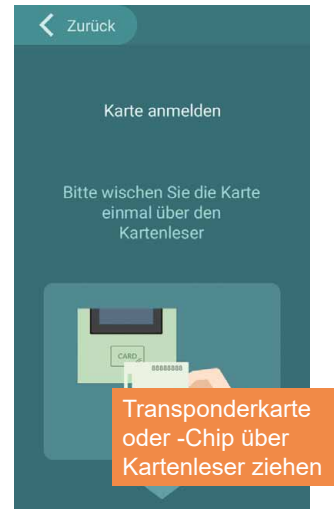 Zurück
Karte anmelden
Bitte wischen Sie die Karte
einmal über den
Kartenleser
CARD
88888888
Transponderkarte
oder -Chip über
Kartenleser ziehen